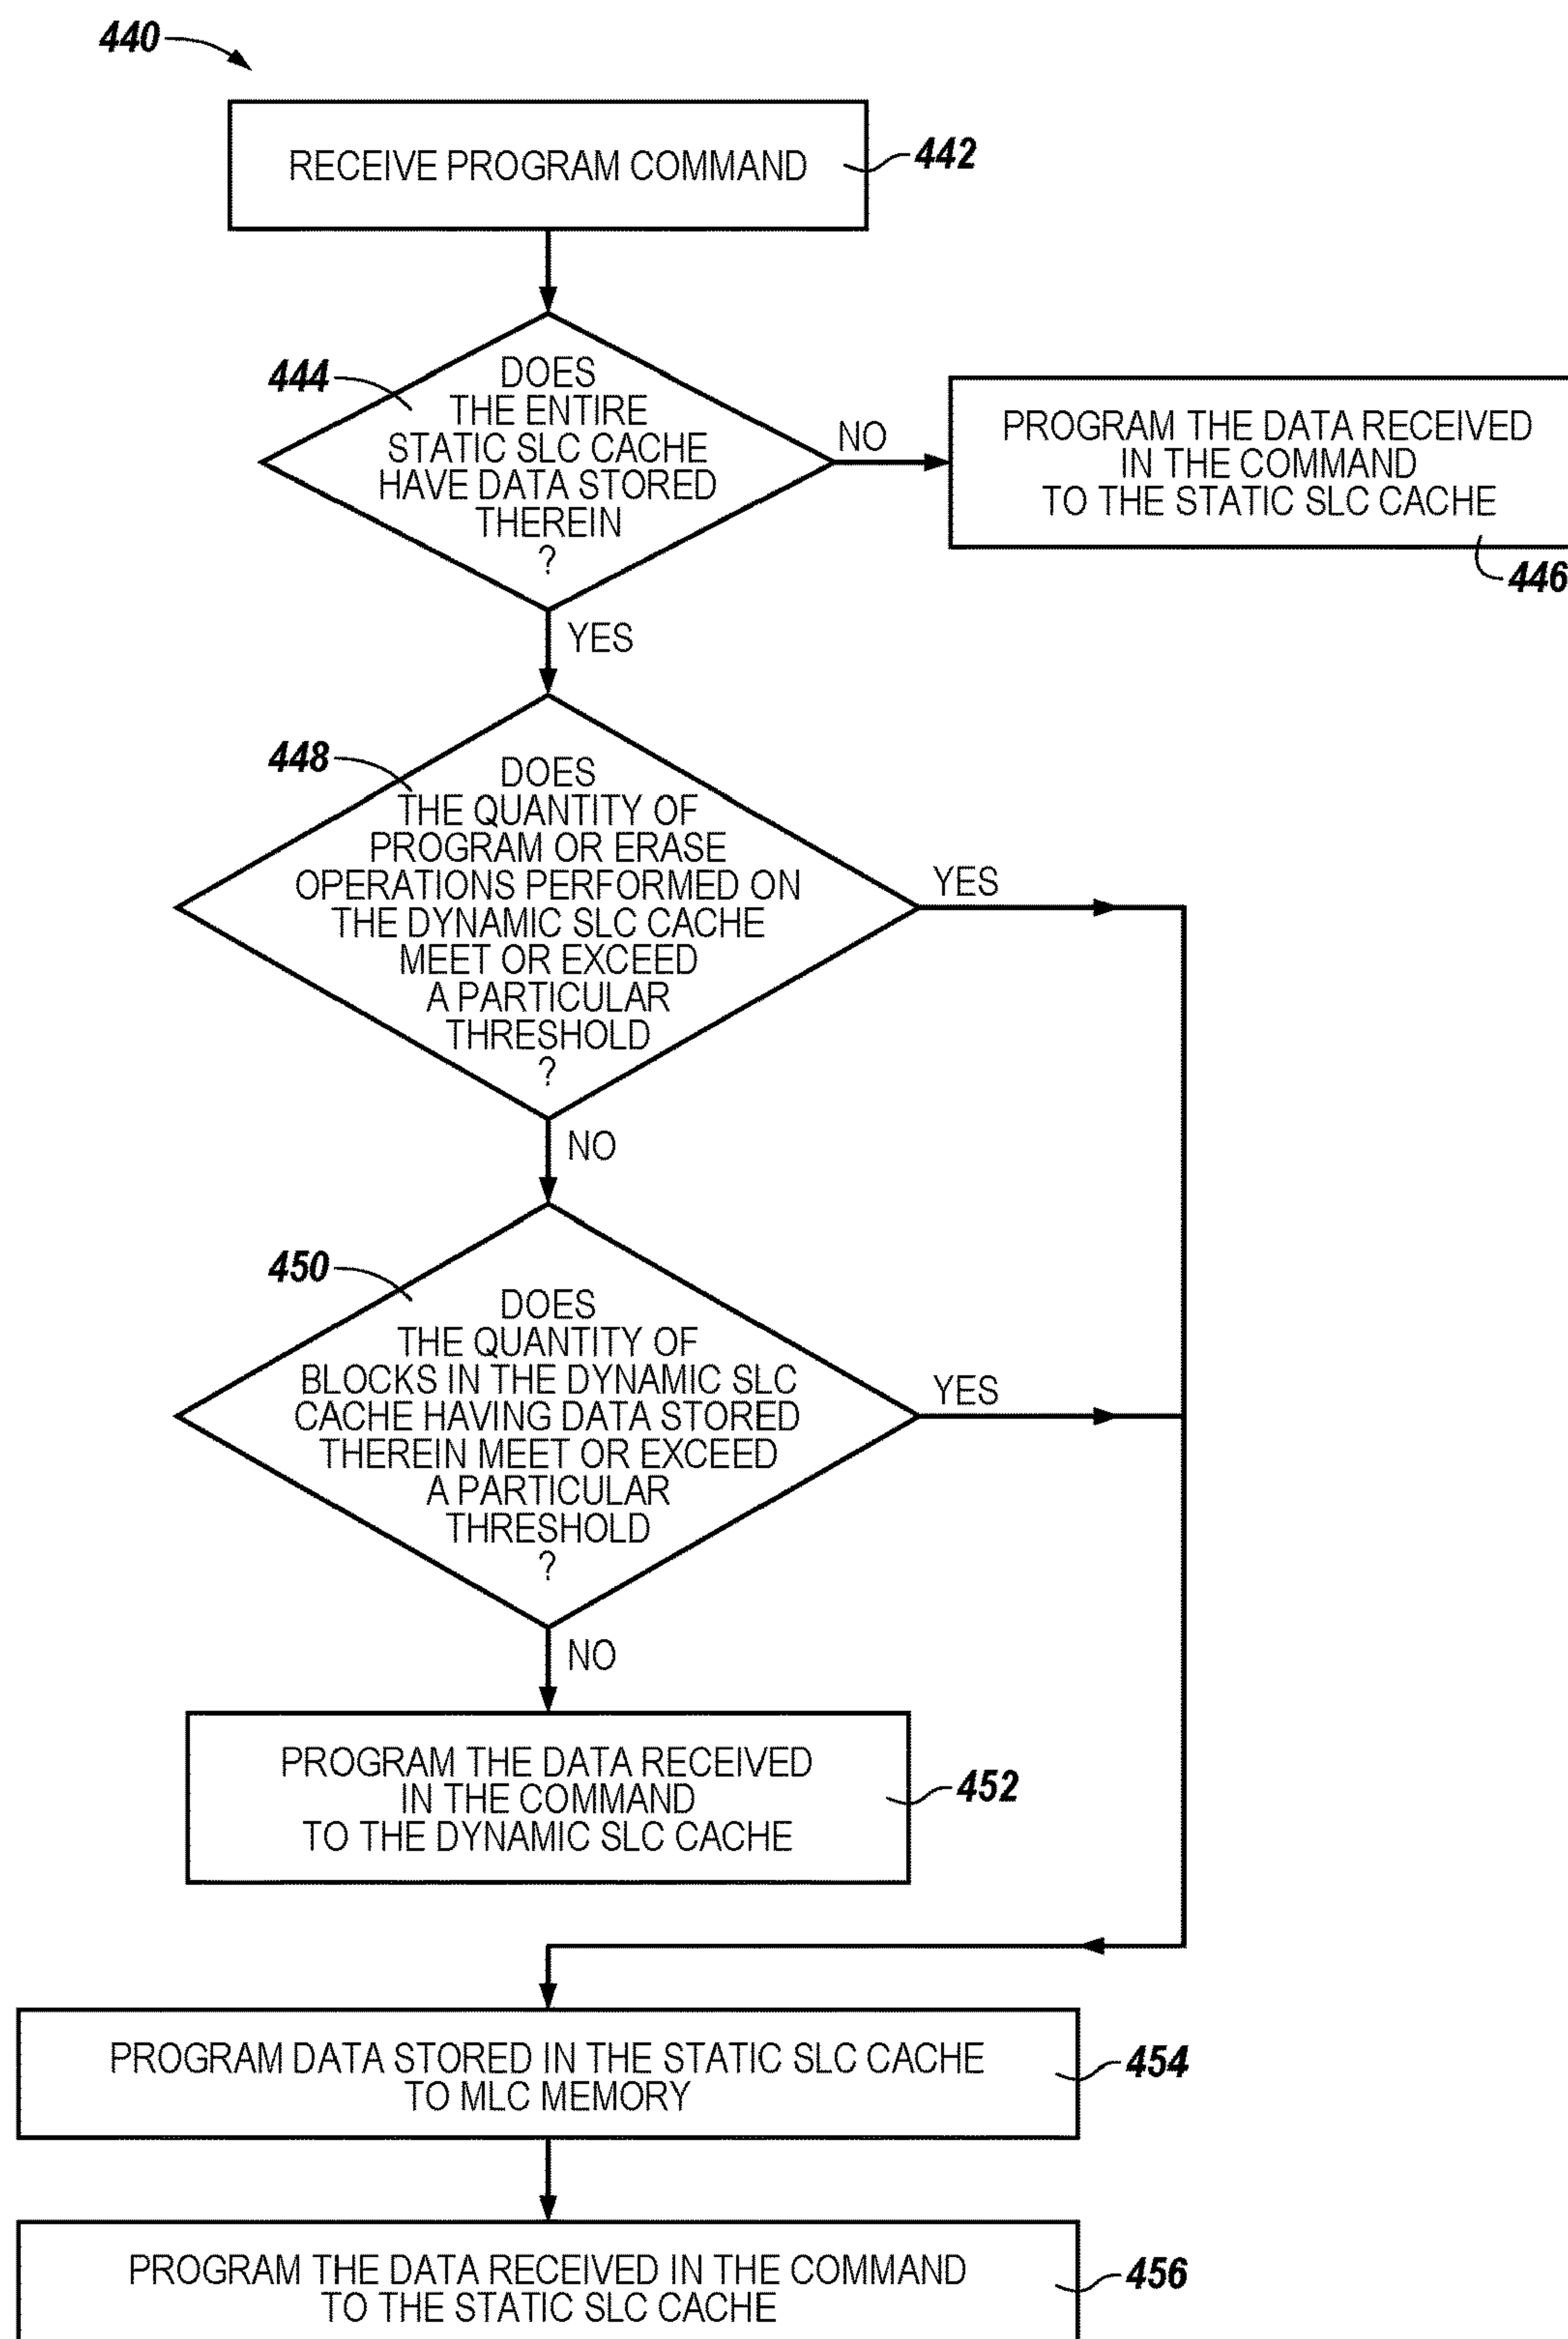 440
RECEIVE PROGRAM COMMAND
442
444
DOES
THE ENTIRE
STATIC SLC CACHE
HAVE DATA STORED
THEREIN
?
NO
PROGRAM THE DATA RECEIVED
IN THE COMMAND
TO THE STATIC SLC CACHE
446
YES
448
DOES
THE QUANTITY OF
PROGRAM OR ERASE
OPERATIONS PERFORMED ON
THE DYNAMIC SLC CACHE
MEET OR EXCEED
A PARTICULAR
THRESHOLD
?
YES
NO
450
DOES
THE QUANTITY OF
BLOCKS IN THE DYNAMIC SLC
CACHE HAVING DATA STORED
THEREIN MEET OR EXCEED
A PARTICULAR
THRESHOLD
?
YES
NO
PROGRAM THE DATA RECEIVED
IN THE COMMAND
TO THE DYNAMIC SLC CACHE
452
PROGRAM DATA STORED IN THE STATIC SLC CACHE
TO MLC MEMORY
454
PROGRAM THE DATA RECEIVED IN THE COMMAND
TO THE STATIC SLC CACHE
456